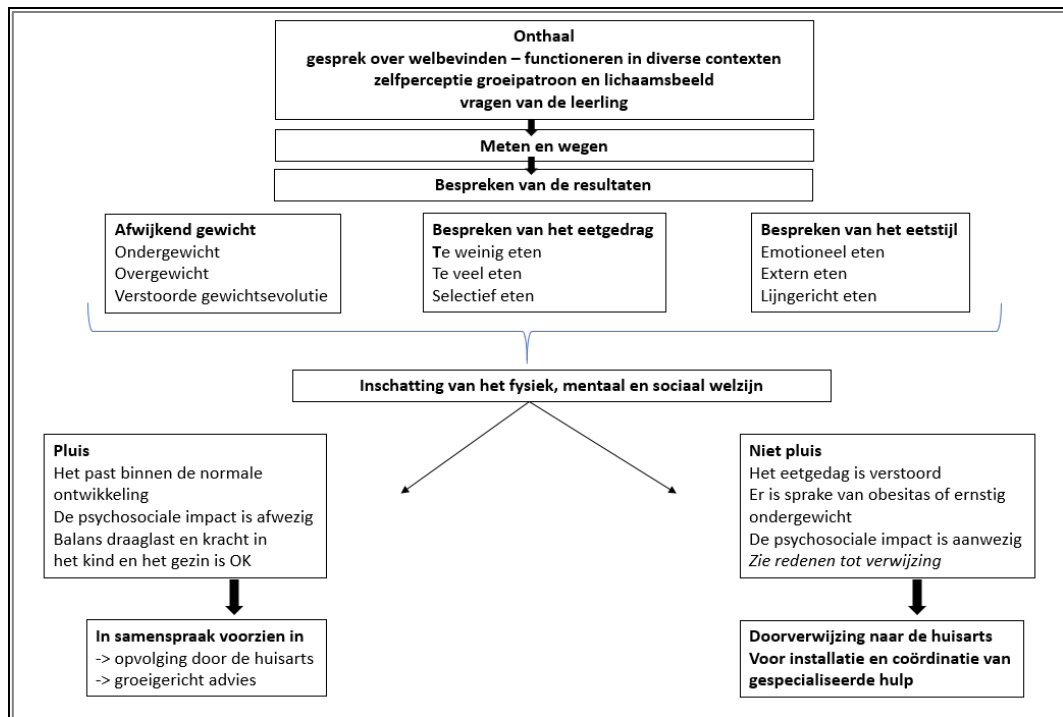 Onthaal
gesprek over welbevinden – functioneren in diverse contexten
zelfperceptie groeipatroon en lichaamsbeeld
vragen van de leerling
Meten en wegen
Bespreken van de resultaten
Afwijkend gewicht
Ondergewicht
Overgewicht
Verstoorde gewichtsevolutie
Bespreken van het eetgedrag
Te weinig eten
Te veel eten
Selectief eten
Bespreken van het eetstijl
Emotioneel eten
Extern eten
Lijngericht eten
Inschatting van het fysiek, mentaal en sociaal welzijn
Pluis
Het past binnen de normale
ontwikkeling
De psychosociale impact is afwezig
Balans draaglast en kracht in
het kind en het gezin is OK
Niet pluis
Het eetgedag is verstoord
Er is sprake van obesitas of ernstig
ondergewicht
De psychosociale impact is aanwezig
Zie redenen tot verwijzing
In samenspraak voorzien in
-> opvolging door de huisarts
-> groeigericht advies
Doorverwijzing naar de huisarts
Voor installatie en coördinatie van
gespecialiseerde hulp